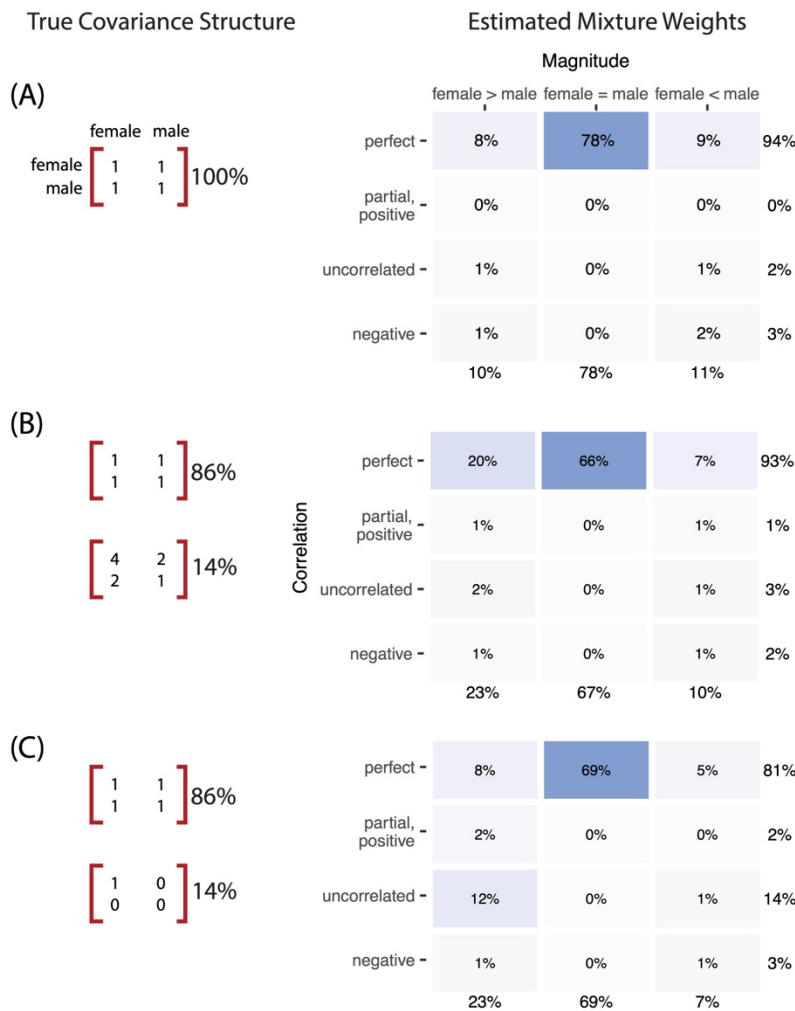 True Covariance Structure
Estimated Mixture Weights
Magnitude
female > male female = male female < male
(A)
female male
female 1 1
male 1 1
100%
perfect 8% 78% 9% 94%
partial,
positive 0% 0% 0% 0%
uncorrelated 1% 0% 1% 2%
negative 1% 0% 2% 3%
10% 78% 11%
Correlation
(B)
1 1
1 1
86%
4 2
2 1
14%
perfect 20% 66% 7% 93%
partial,
positive 1% 0% 1% 1%
uncorrelated 2% 0% 1% 3%
negative 1% 0% 1% 2%
23% 67% 10%
(C)
1 1
1 1
86%
1 0
0 0
14%
perfect 8% 69% 5% 81%
partial,
positive 2% 0% 0% 2%
uncorrelated 12% 0% 1% 14%
negative 1% 0% 1% 3%
23% 69% 7%